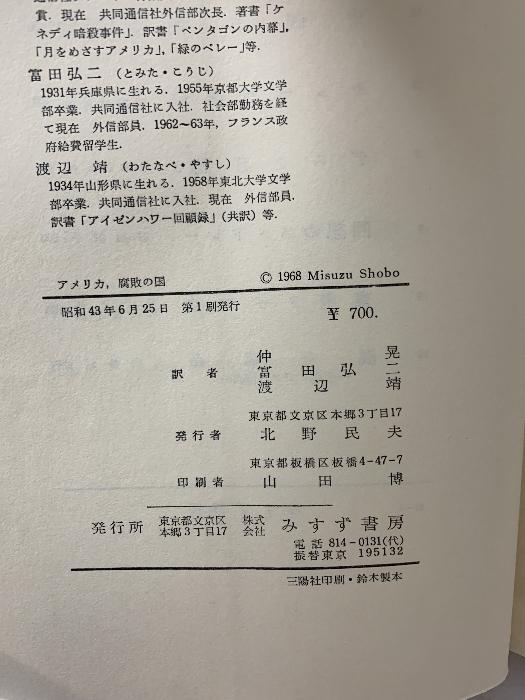 賞．現在　共同通信社外信部次長．著書「ケ
ネディ暗殺事件」．訳書「ペンタゴンの内幕」，
「月をめざすアメリカ」，「緑のベレー」等．
富田弘二（とみた・こうじ）
1931年兵庫県に生れる．1955年京都大学文学
部卒業．共同通信社に入社．社会部勤務を経
て現在　外信部員．1962～63年，フランス政
府給費留学生．
渡辺　靖（わたなべ・やすし）
1934年山形県に生れる．1958年東北大学文学
部卒業．共同通信社に入社．現在　外信部員．
訳書「アイゼンハワー回顧録」（共訳）等．
アメリカ，腐敗の国　© 1968 Misuzu Shobo
昭和43年6月25日　第1刷発行
¥ 700.
訳者　仲　晃
富田弘二
渡辺靖
東京都文京区本郷3丁目17
発行者　北野民夫
東京都板橋区板橋4-47-7
印刷者　山田博
発行所　東京都文京区本郷3丁目17　株式会社　みすず書房
電話 814-0131(代)
振替東京 195132
三陽社印刷・鈴木製本